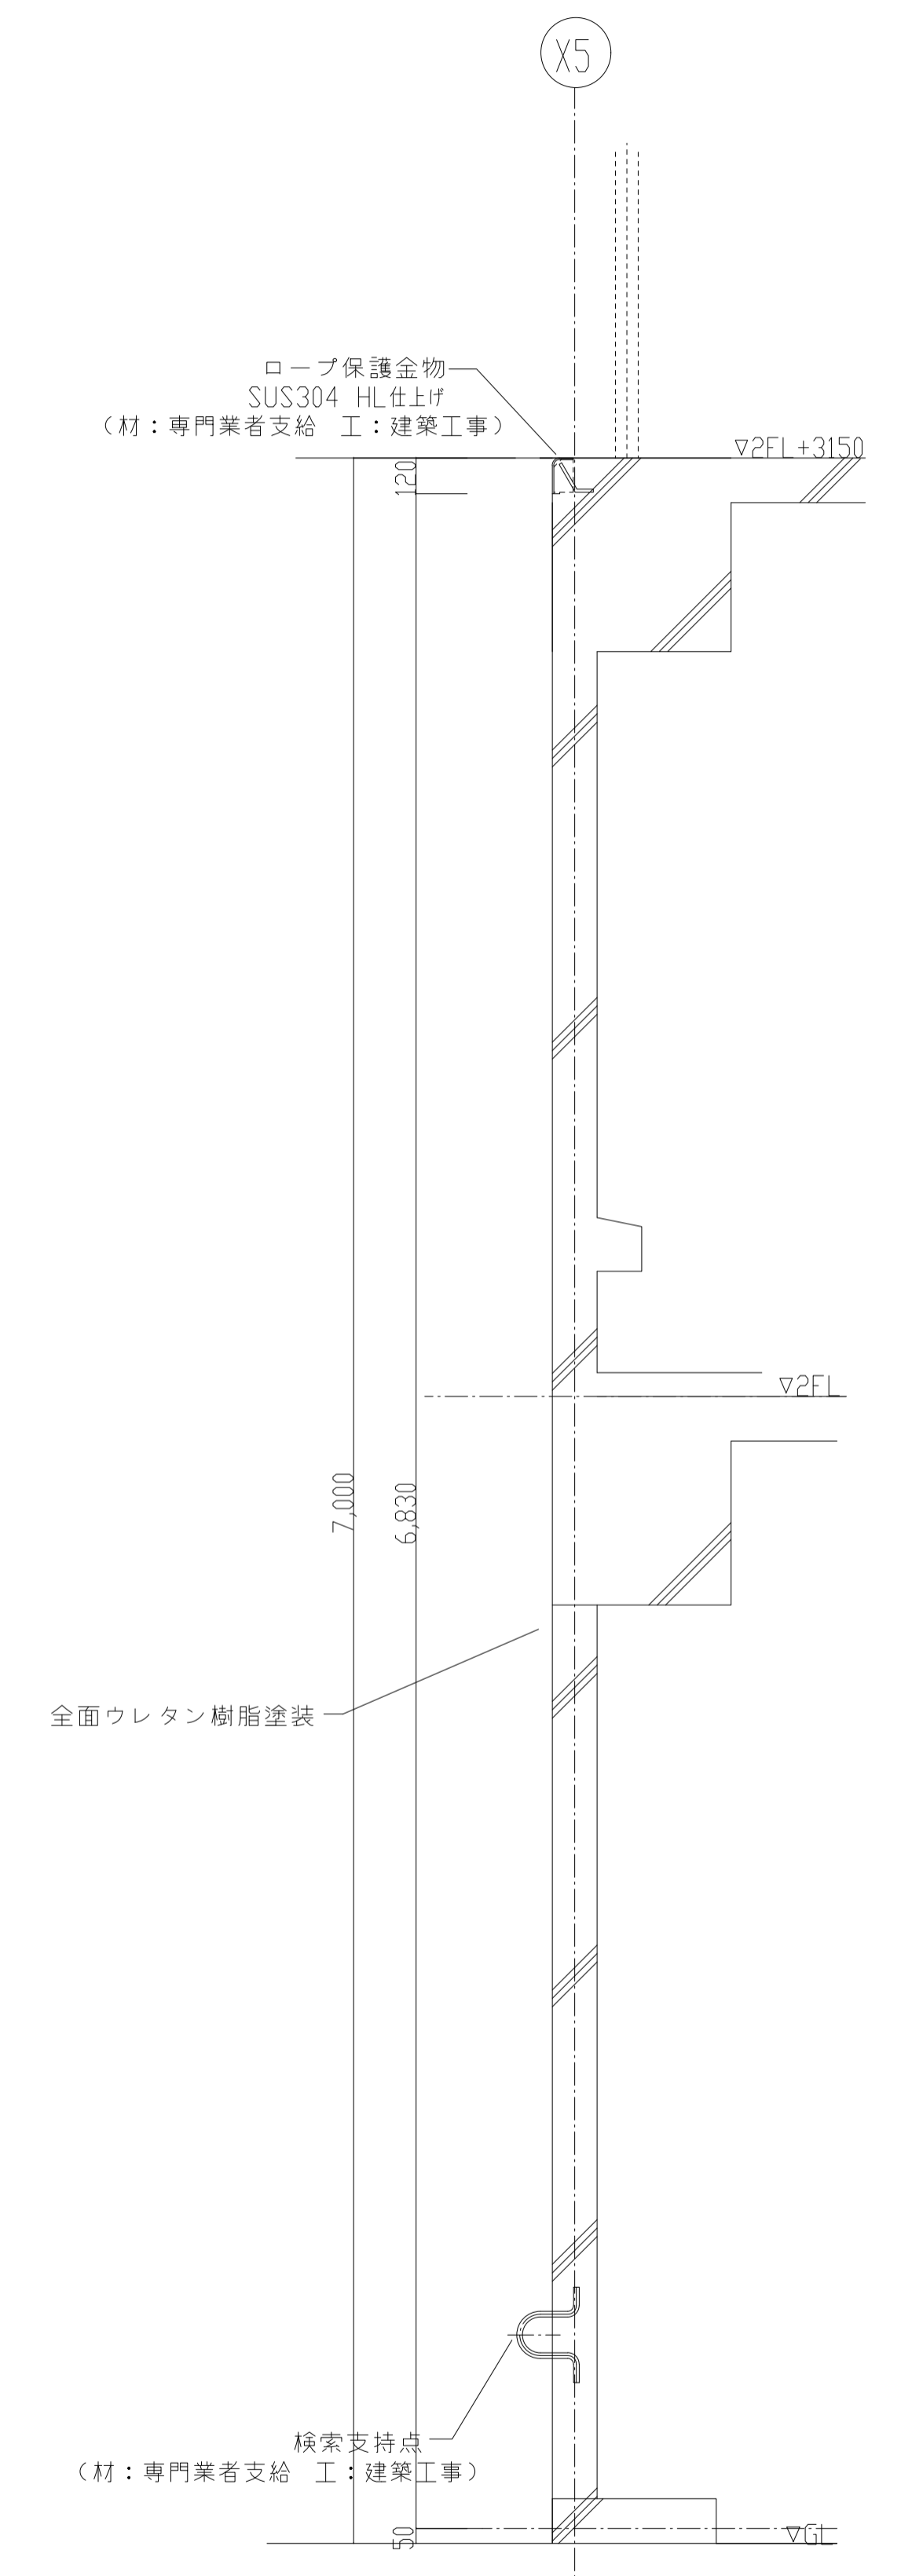 X5
ロープ保護金物
SUS304 HL仕上げ
（材：専門業者支給 工：建築工事）
▽2FL+3150
120
▽2FL
7,000
6,830
全面ウレタン樹脂塗装
検索支持点
（材：専門業者支給 工：建築工事）
50
▽GL